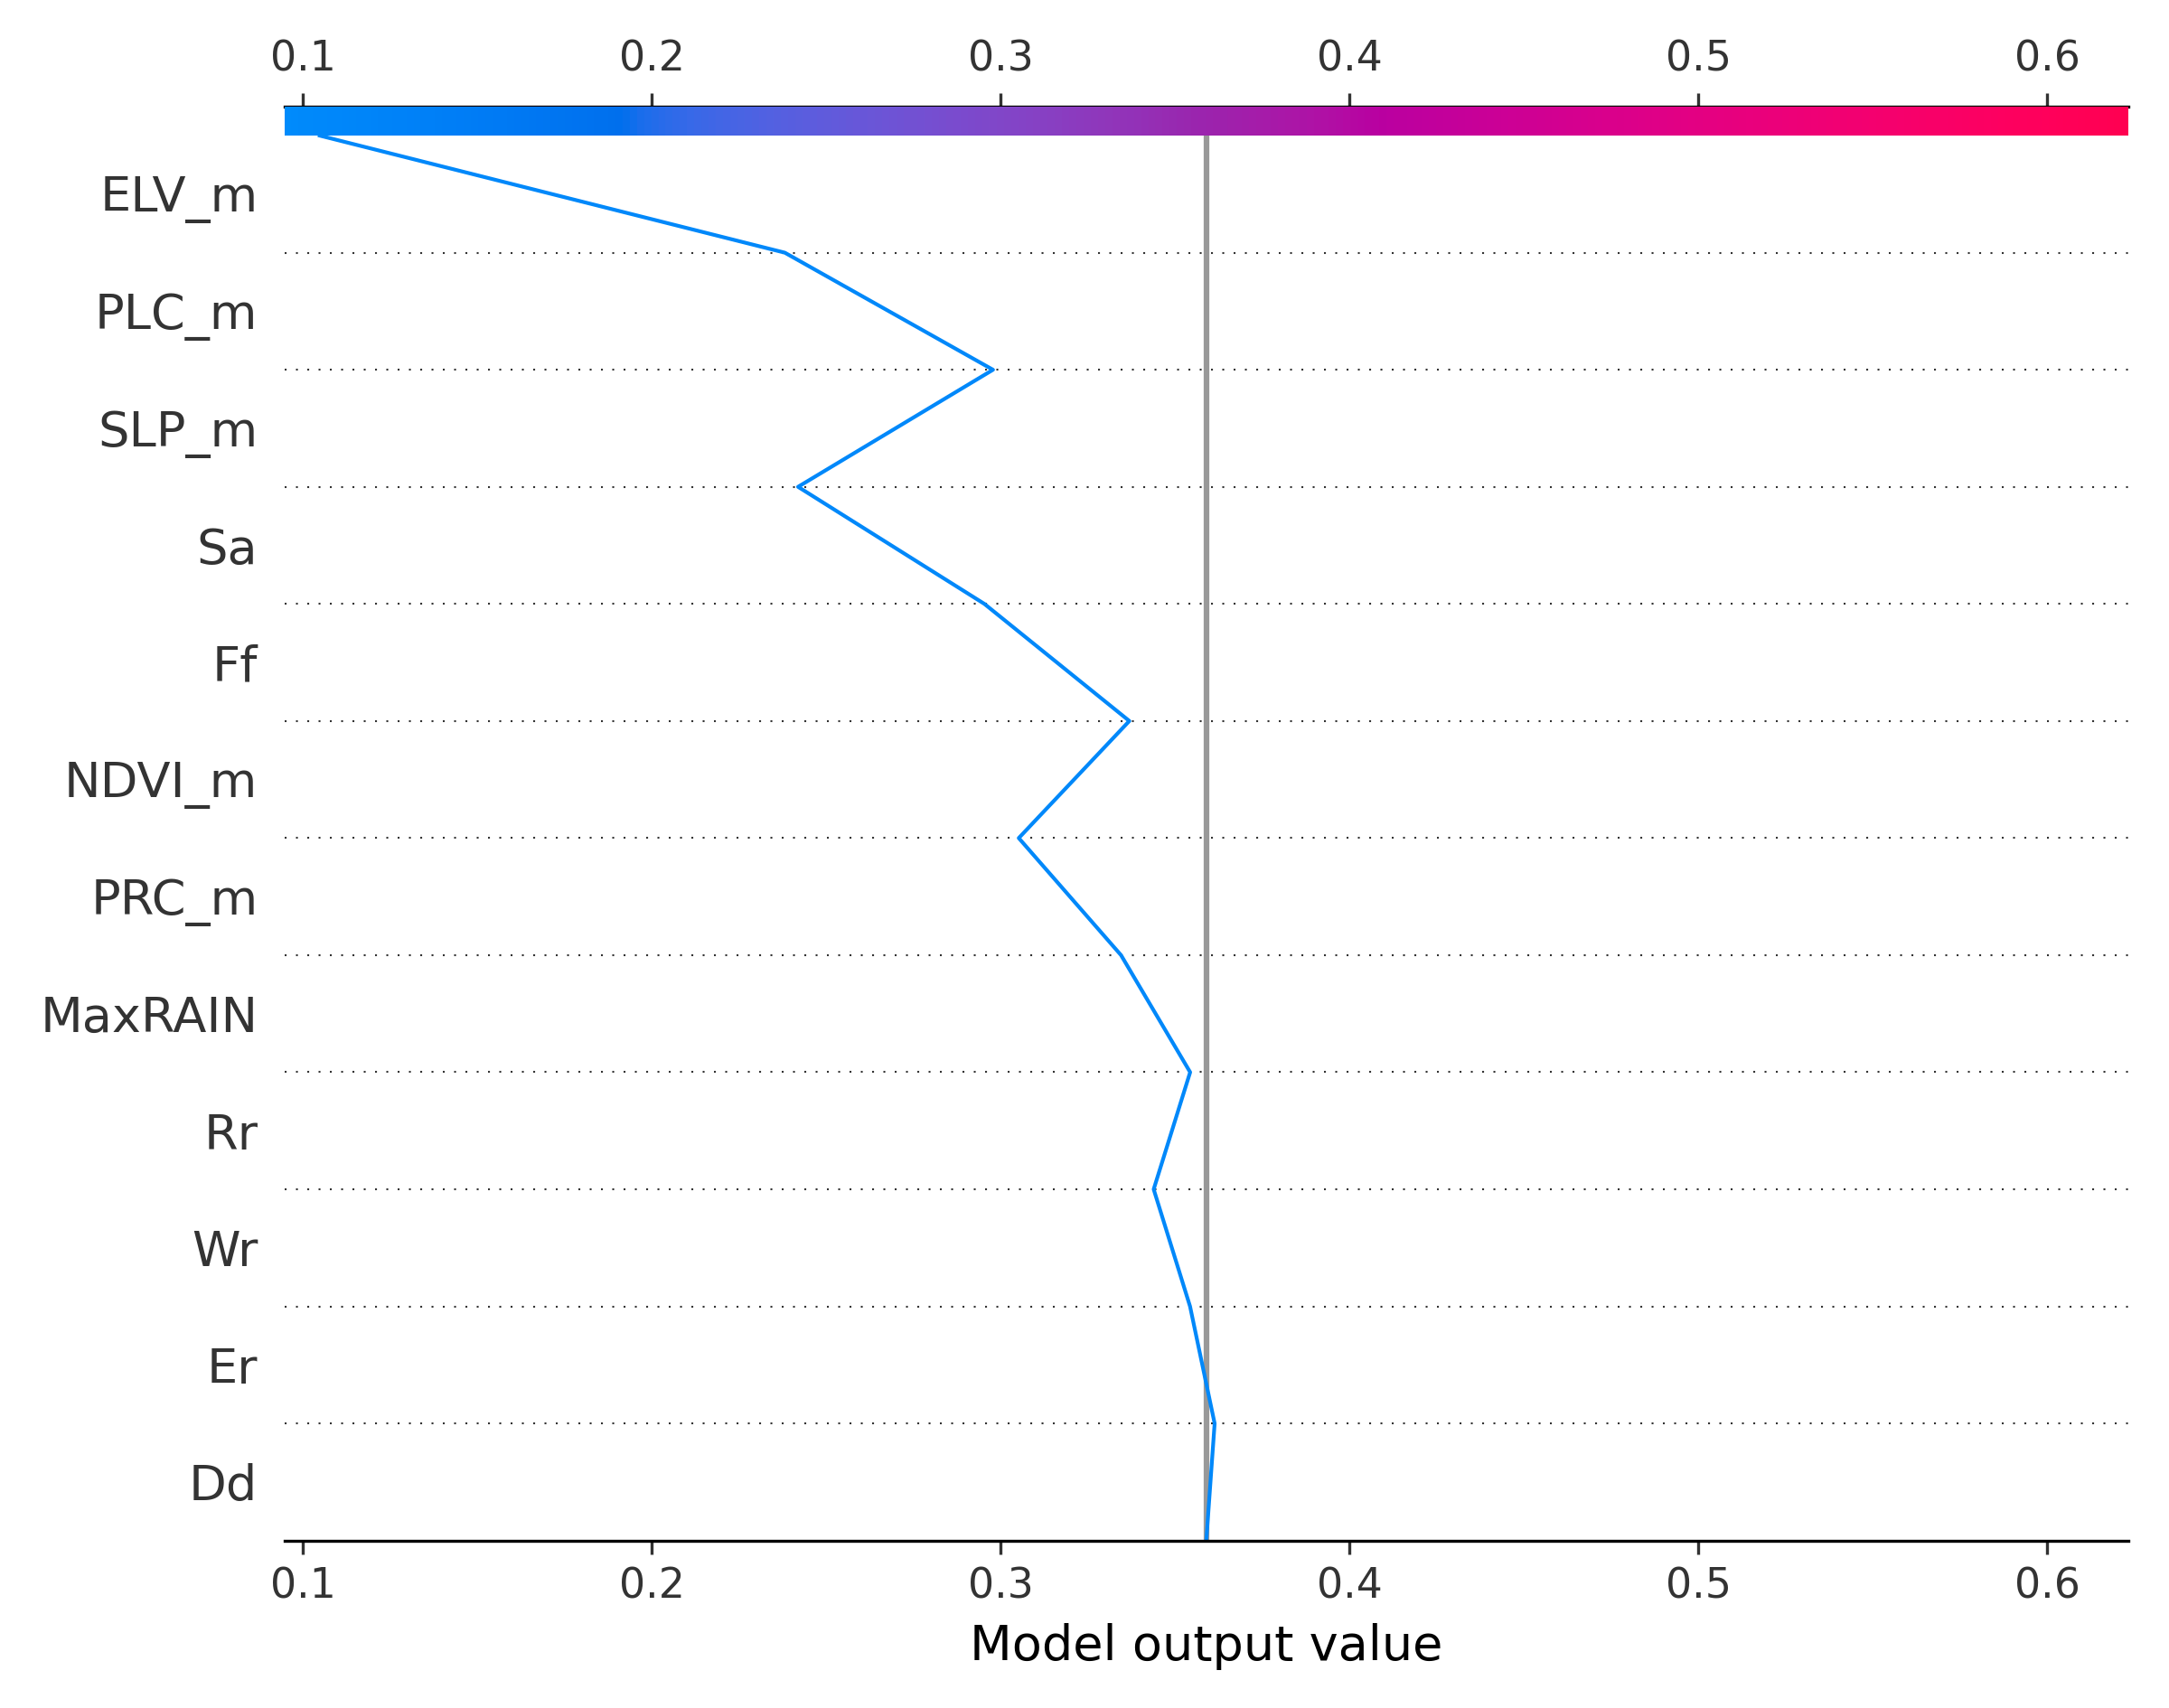 0.1 0.2 0.3 0.4 0.5 0.6
ELV_m
PLC_m
SLP_m
Sa
Ff
NDVI_m
PRC_m
MaxRAIN
Rr
Wr
Er
Dd
0.1 0.2 0.3 0.4 0.5 0.6
Model output value